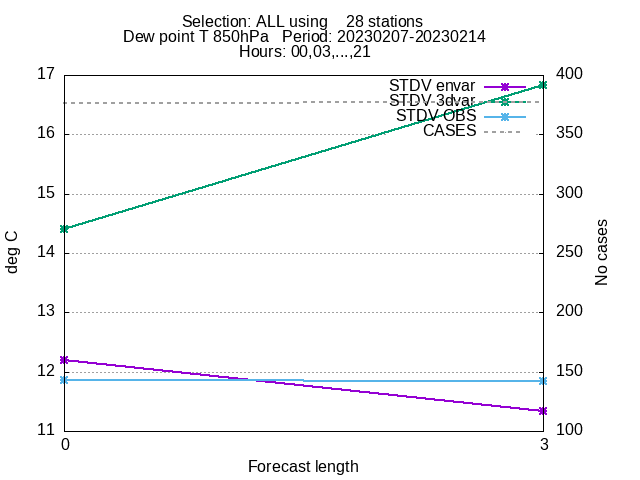 Selection: ALL using 28 stations
Dew point T 850hPa Period: 20230207-20230214
Hours: 00,03,...,21
17 400
STDV envar
STDV 3dvar
STDV OBS
CASES
16 350
15 300
14 250
13 200
12 150
11 100
deg C
No cases
0 3
Forecast length